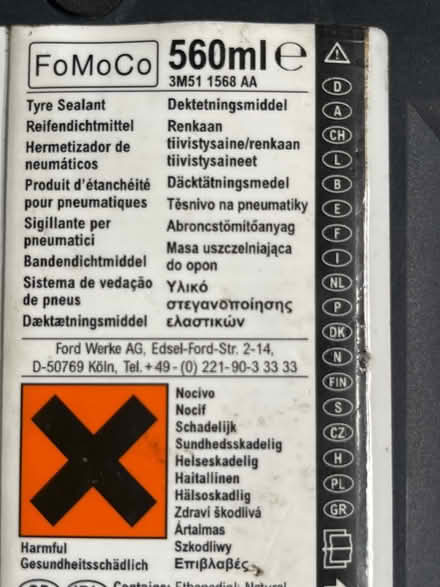 FoMoCo
560ml e
3M51 1568 AA
Tyre Sealant
Reifendichtmittel
Hermetizador de
neumáticos
Produit d'étanchéité
pour pneumatiques
Sigillante per
pneumatici
Bandendichtmiddel
Sistema de vedação
de pneus
Dæktætningsmiddel
Dektetningsmiddel
Renkaan
tiivistysaine/renkaan
tiivistysaineet
Däcktätningsmedel
Těsnivo na pneumatiky
Abroncstömítőanyag
Masa uszczelniająca
do opon
Υλικό
στεγανοποίησης
ελαστικών
Ford Werke AG, Edsel-Ford-Str. 2-14,
D-50769 Köln, Tel.+49-(0) 221-90-3 33 33
Nocivo
Nocif
Schadelijk
Sundhedsskadelig
Helseskadelig
Haitallinen
Hälsoskadlig
Zdraví škodlivá
Ártalmas
Szkodliwy
Επιβλαβές
Harmful
Gesundheitsschädlich
D
A
CH
L
B
E
F
I
NL
P
DK
N
FIN
S
CZ
H
PL
GR